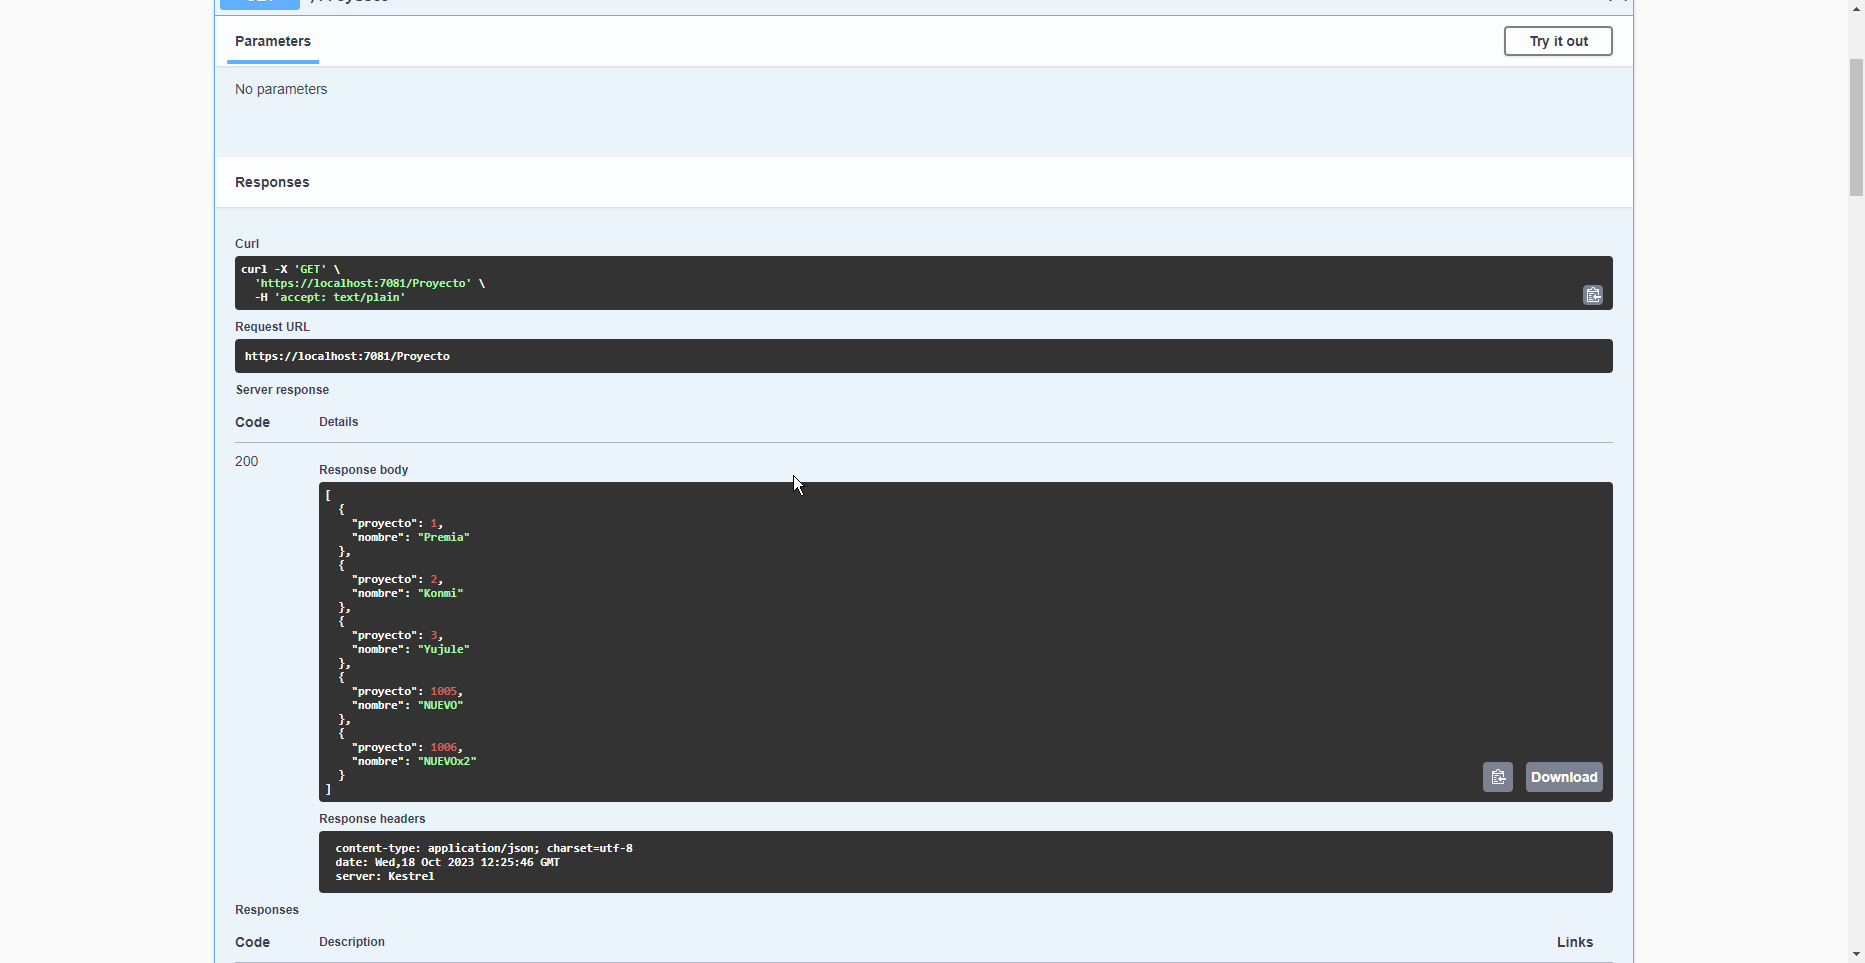 Parameters
Try it out
No parameters
Responses
Curl
curl -X 'GET' \
'https://localhost:7081/Proyecto' \
-H 'accept: text/plain'
Request URL
https://localhost:7081/Proyecto
Server response
Code Details
200
Response body
[
{
"proyecto": 1,
"nombre": "Premia"
},
{
"proyecto": 2,
"nombre": "Konmi"
},
{
"proyecto": 3,
"nombre": "Yujule"
},
{
"proyecto": 1005,
"nombre": "NUEVO"
},
{
"proyecto": 1006,
"nombre": "NUEVOx2"
}
]
Download
Response headers
content-type: application/json; charset=utf-8
date: Wed,18 Oct 2023 12:25:46 GMT
server: Kestrel
Responses
Code Description Links